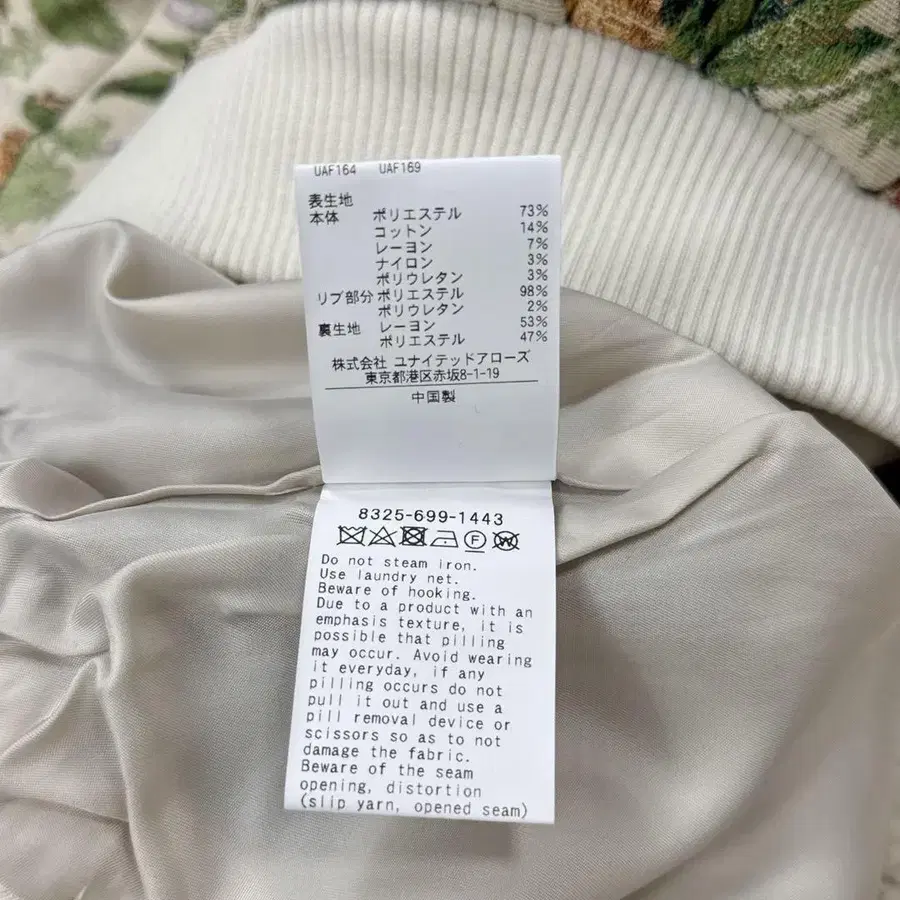 UAF164 UAF169
表生地
本体 ポリエステル 73%
コットン 14%
レーヨン 7%
ナイロン 3%
ポリウレタン 3%
リブ部分 ポリエステル 98%
ポリウレタン 2%
裏生地 レーヨン 53%
ポリエステル 47%
株式会社 ユナイテッドアローズ
東京都港区赤坂8-1-19
中国製
8325-699-1443
F W
Do not steam iron.
Use laundry net.
Beware of hooking.
Due to a product with an
emphasis texture, it is
possible that pilling
may occur. Avoid wearing
it everyday, if any
pilling occurs do not
pull it out and use a
pill removal device or
scissors so as to not
damage the fabric.
Beware of the seam
opening, distortion
(slip yarn, opened seam)